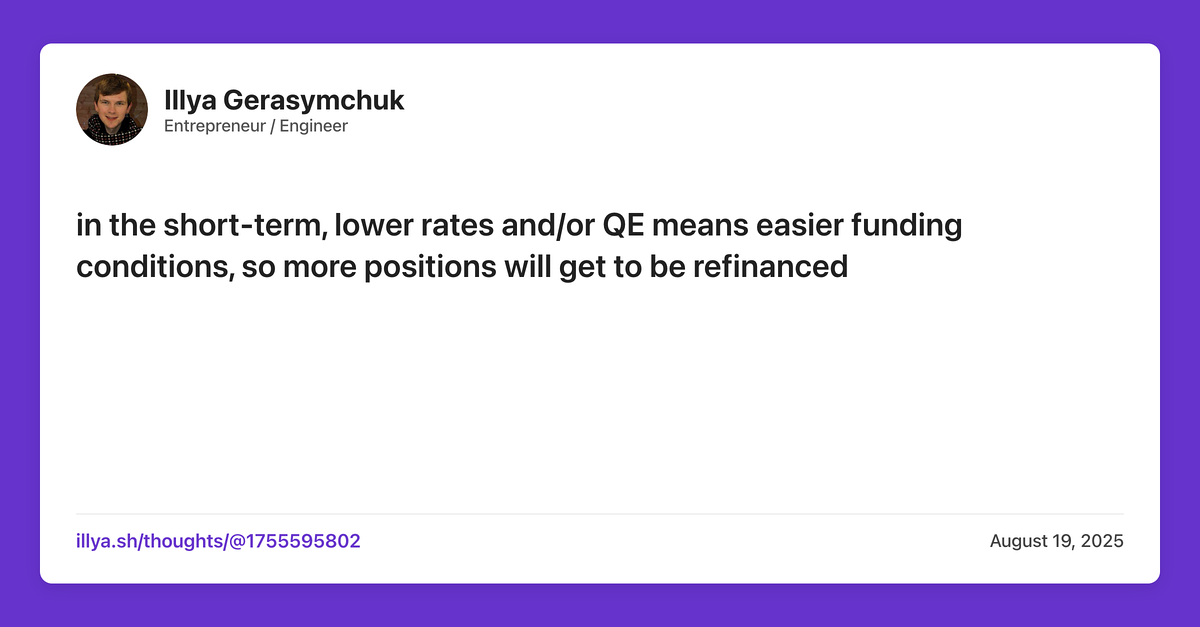 Illya Gerasymchuk
Entrepreneur / Engineer
in the short-term, lower rates and/or QE means easier funding
conditions, so more positions will get to be refinanced
illya.sh/thoughts/@1755595802
August 19, 2025